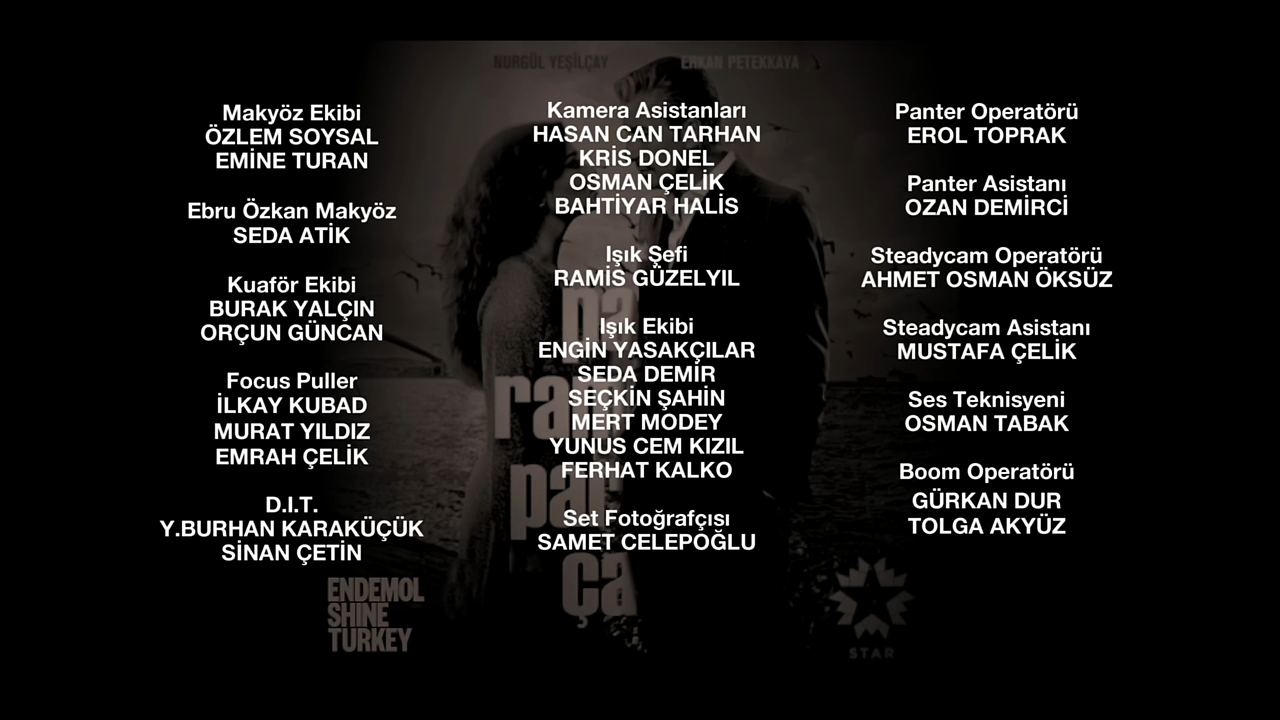 NURGÜL YEŞİLÇAY
ERKAN PETEKKAYA
Makyöz Ekibi
ÖZLEM SOYSAL
EMİNE TURAN
Ebru Özkan Makyöz
SEDA ATİK
Kuaför Ekibi
BURAK YALÇIN
ORÇUN GÜNCAN
Focus Puller
İLKAY KUBAD
MURAT YILDIZ
EMRAH ÇELİK
D.I.T.
Y.BURHAN KARAKÜÇÜK
SİNAN ÇETİN
Kamera Asistanları
HASAN CAN TARHAN
KRİS DONEL
OSMAN ÇELİK
BAHTİYAR HALİS
Işık Şefi
RAMİS GÜZELYIL
Işık Ekibi
ENGİN YASAKÇILAR
SEDA DEMİR
SEÇKİN ŞAHİN
MERT MODEY
YUNUS CEM KIZIL
FERHAT KALKO
Set Fotoğrafçısı
SAMET CELEPOĞLU
Panter Operatörü
EROL TOPRAK
Panter Asistanı
OZAN DEMİRCİ
Steadycam Operatörü
AHMET OSMAN ÖKSÜZ
Steadycam Asistanı
MUSTAFA ÇELİK
Ses Teknisyeni
OSMAN TABAK
Boom Operatörü
GÜRKAN DUR
TOLGA AKYÜZ
pa
ram
par
ça
ENDEMOL
SHINE
TURKEY
STAR